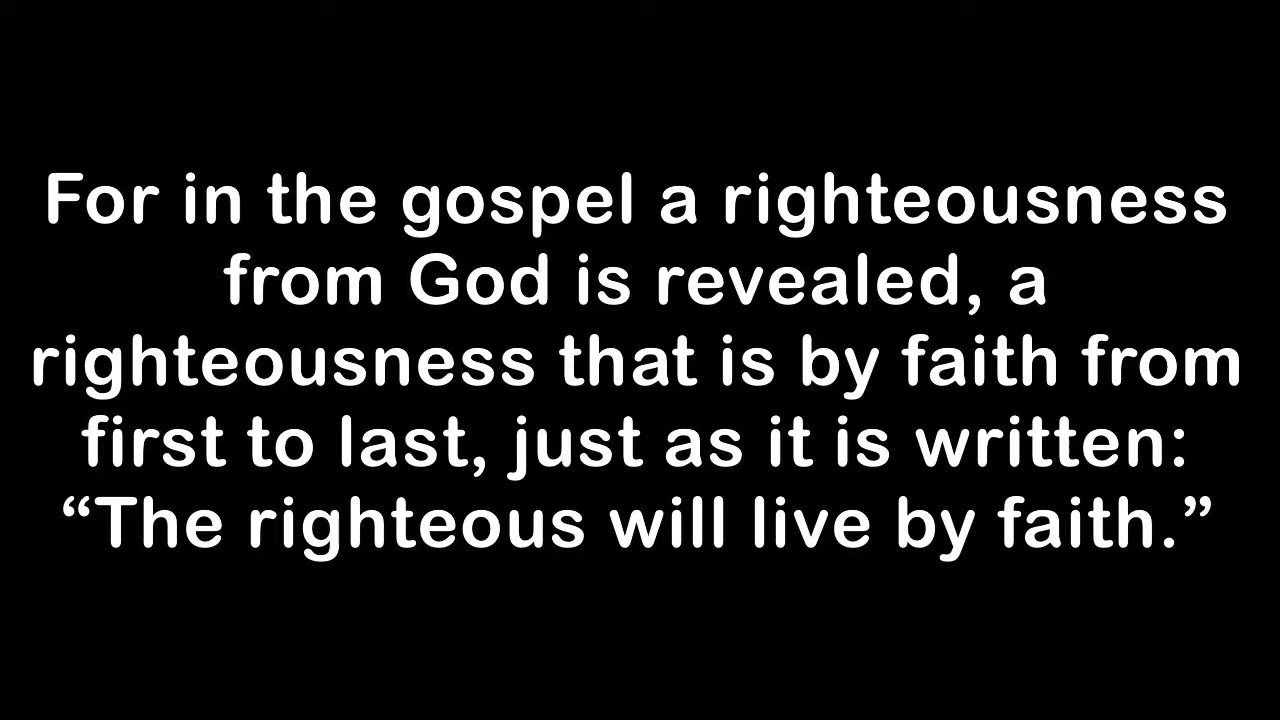 For in the gospel a righteousness
from God is revealed, a
righteousness that is by faith from
first to last, just as it is written:
“The righteous will live by faith.”